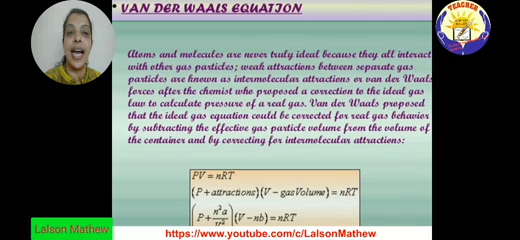 • VAN DER WAALS EQUATION
TEACHER
Atoms and molecules are never truly ideal because they all interact
with other gas particles; weak attractions between separate gas
particles are known as intermolecular attractions or van der Waals
forces after the chemist who proposed a correction to the ideal gas
law to calculate pressure of a real gas. Van der Waals proposed
that the ideal gas equation could be corrected for real gas behavior
by subtracting the effective gas particle volume from the volume of
the container and by correcting for intermolecular attractions:
PV = nRT
(P + attractions)(V – gasVolume) = nRT
(P + n²a/V²)(V – nb) = nRT
Lalson Mathew
https://www.youtube.com/c/LalsonMathew